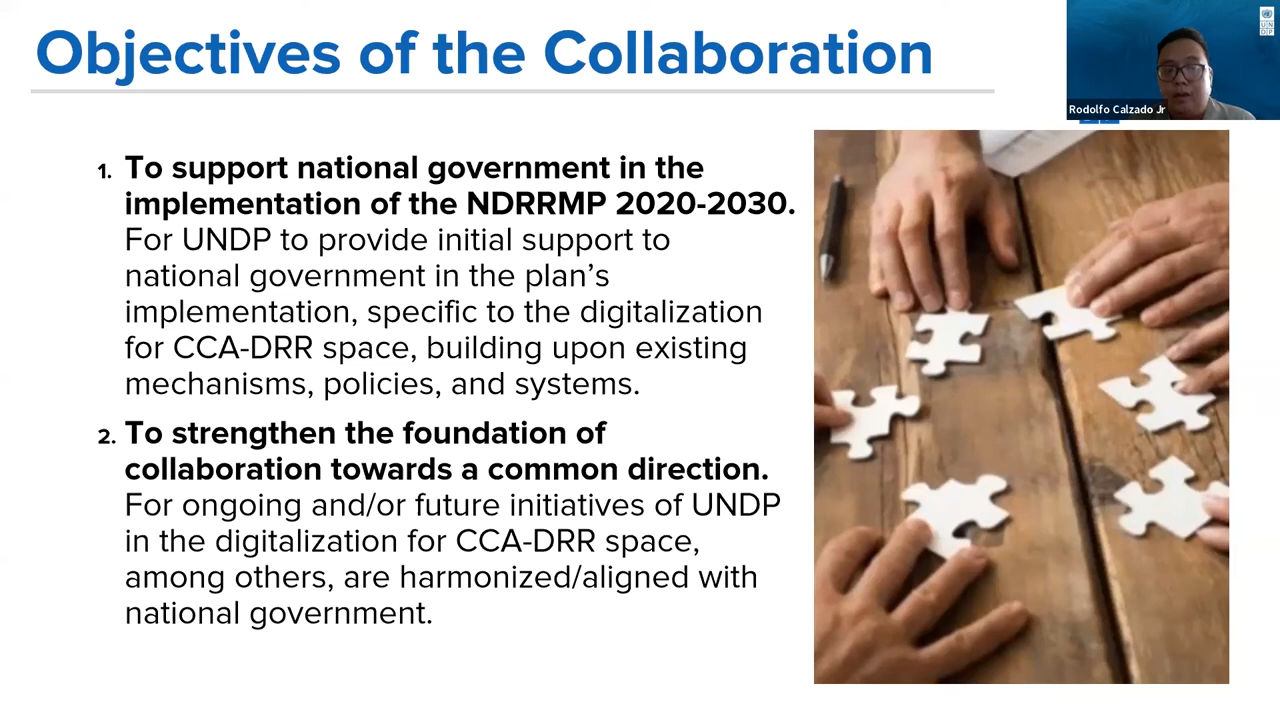 Objectives of the Collaboration
UN
DP
Rodolfo Calzado Jr
1. To support national government in the
implementation of the NDRRMP 2020-2030.
For UNDP to provide initial support to
national government in the plan’s
implementation, specific to the digitalization
for CCA-DRR space, building upon existing
mechanisms, policies, and systems.
2. To strengthen the foundation of
collaboration towards a common direction.
For ongoing and/or future initiatives of UNDP
in the digitalization for CCA-DRR space,
among others, are harmonized/aligned with
national government.